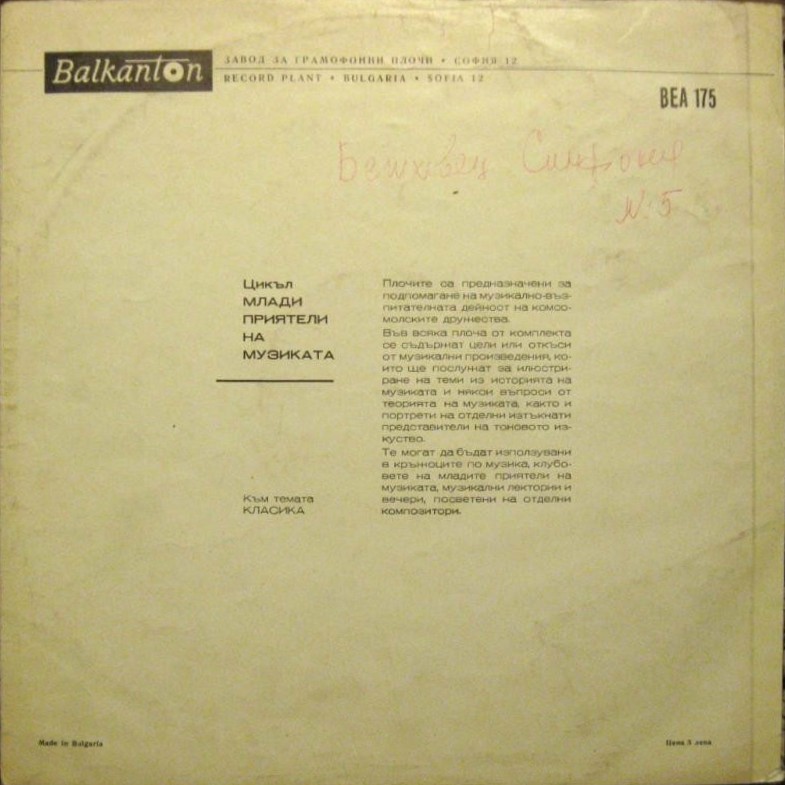 Balkanton
ЗАВОД ЗА ГРАМОФОННИ ПЛОЧИ • СОФИЯ 12
RECORD PLANT • BULGARIA • SOFIA 12
ВЕА 175
Бетховен Симфония
№ 5
Цикъл
МЛАДИ
ПРИЯТЕЛИ
НА
МУЗИКАТА
Към темата
КЛАСИКА
Плочите са предназначени за
подпомагане на музикално-въз-
питателната дейност на комсо-
молските дружества.
Във всяка плоча от комплекта
се съдържат цели или откъси
от музикални произведения, ко-
ито ще послужат за илюстри-
ране на теми из историята на
музиката и някои въпроси от
теорията на музиката, както и
портрети на отделни изтъкнати
представители на тоновото из-
куство.
Те могат да бъдат използувани
в кръжоците по музика, клубо-
вете на младите приятели на
музиката, музикални лектории и
вечери, посветени на отделни
композитори.
Made in Bulgaria
Цена 3 лева